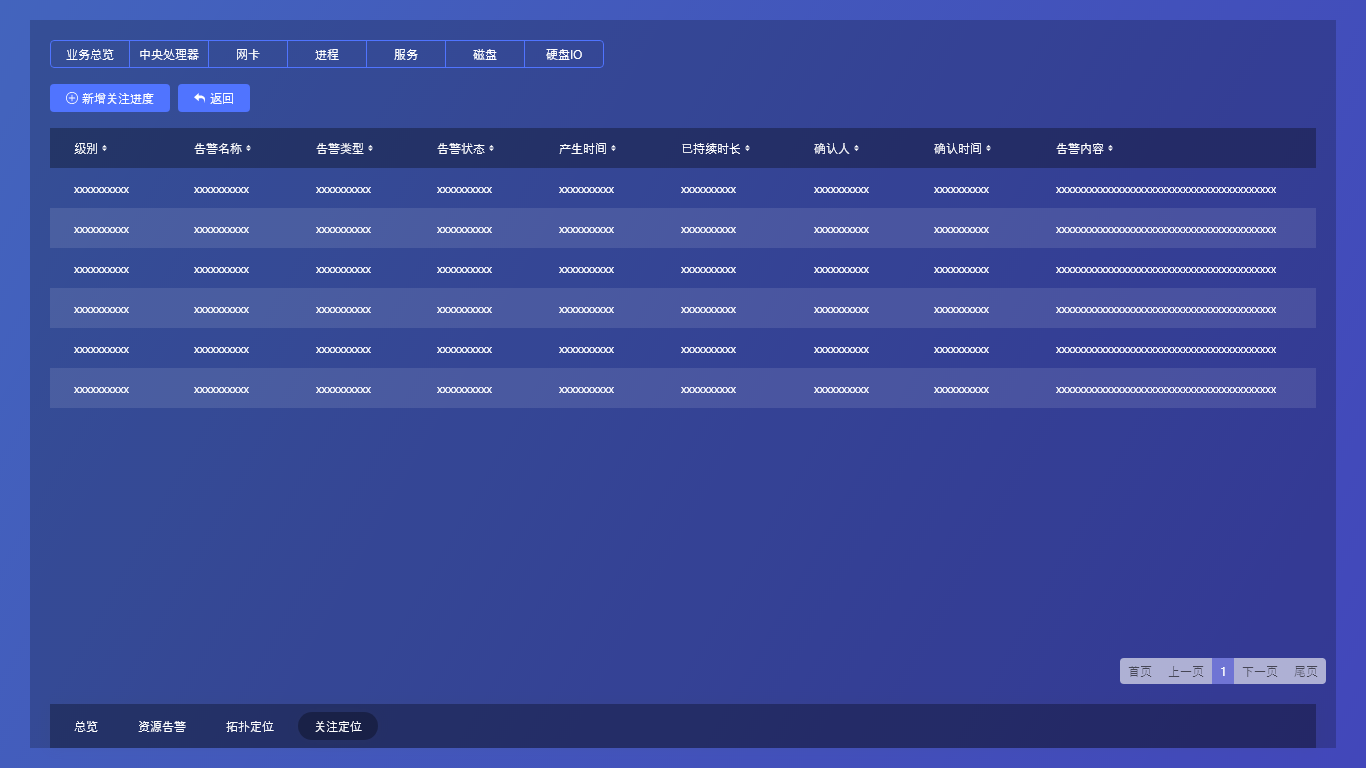 业务总览 中央处理器 网卡 进程 服务 磁盘 硬盘IO
新增关注进度 返回
级别 告警名称 告警类型 告警状态 产生时间 已持续时长 确认人 确认时间 告警内容
xxxxxxxxxx xxxxxxxxxx xxxxxxxxxx xxxxxxxxxx xxxxxxxxxx xxxxxxxxxx xxxxxxxxxx xxxxxxxxxx xxxxxxxxxxxxxxxxxxxxxxxxxxxxxxxxxxxxxxxx
xxxxxxxxxx xxxxxxxxxx xxxxxxxxxx xxxxxxxxxx xxxxxxxxxx xxxxxxxxxx xxxxxxxxxx xxxxxxxxxx xxxxxxxxxxxxxxxxxxxxxxxxxxxxxxxxxxxxxxxx
xxxxxxxxxx xxxxxxxxxx xxxxxxxxxx xxxxxxxxxx xxxxxxxxxx xxxxxxxxxx xxxxxxxxxx xxxxxxxxxx xxxxxxxxxxxxxxxxxxxxxxxxxxxxxxxxxxxxxxxx
xxxxxxxxxx xxxxxxxxxx xxxxxxxxxx xxxxxxxxxx xxxxxxxxxx xxxxxxxxxx xxxxxxxxxx xxxxxxxxxx xxxxxxxxxxxxxxxxxxxxxxxxxxxxxxxxxxxxxxxx
xxxxxxxxxx xxxxxxxxxx xxxxxxxxxx xxxxxxxxxx xxxxxxxxxx xxxxxxxxxx xxxxxxxxxx xxxxxxxxxx xxxxxxxxxxxxxxxxxxxxxxxxxxxxxxxxxxxxxxxx
xxxxxxxxxx xxxxxxxxxx xxxxxxxxxx xxxxxxxxxx xxxxxxxxxx xxxxxxxxxx xxxxxxxxxx xxxxxxxxxx xxxxxxxxxxxxxxxxxxxxxxxxxxxxxxxxxxxxxxxx
首页 上一页 1 下一页 尾页
总览 资源告警 拓扑定位 关注定位